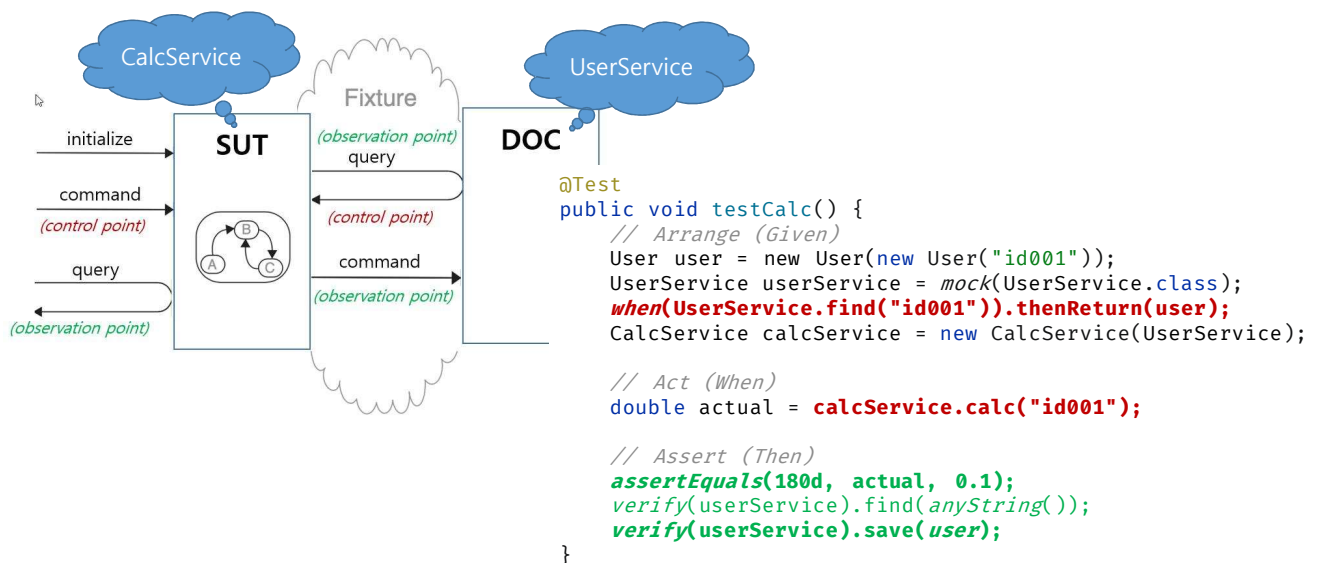 CalcService
UserService
Fixture
SUT
DOC
initialize
command
(control point)
query
(observation point)
A
B
C
(observation point)
query
(control point)
command
(observation point)
@Test
public void testCalc() {
// Arrange (Given)
User user = new User(new User("id001"));
UserService userService = mock(UserService.class);
when(UserService.find("id001")).thenReturn(user);
CalcService calcService = new CalcService(UserService);
// Act (When)
double actual = calcService.calc("id001");
// Assert (Then)
assertEquals(180d, actual, 0.1);
verify(userService).find(anyString());
verify(userService).save(user);
}